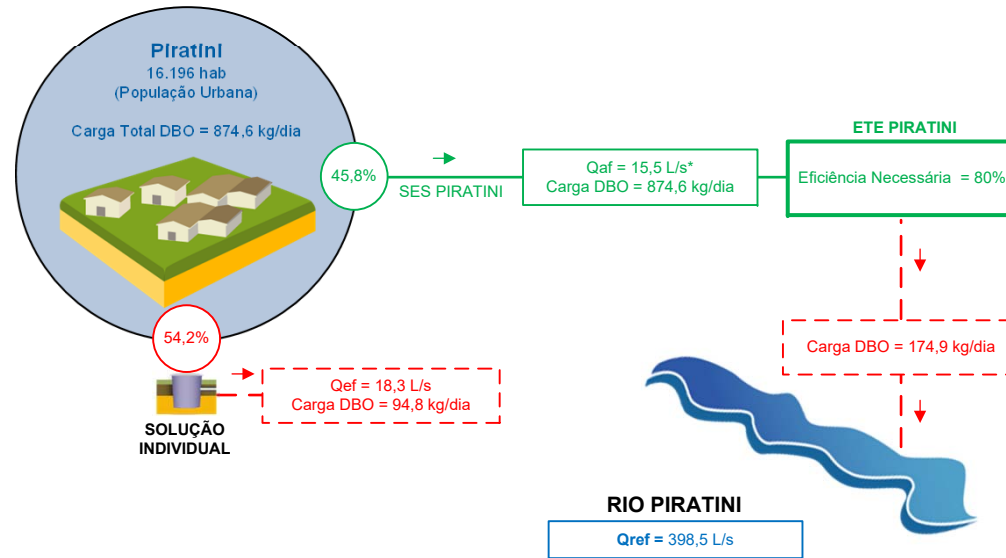 Piratini
16.196 hab
(População Urbana)
Carga Total DBO = 874,6 kg/dia
45,8%
SES PIRATINI
Qaf = 15,5 L/s*
Carga DBO = 874,6 kg/dia
ETE PIRATINI
Eficiência Necessária = 80%
54,2%
SOLUÇÃO
INDIVIDUAL
Qef = 18,3 L/s
Carga DBO = 94,8 kg/dia
Carga DBO = 174,9 kg/dia
RIO PIRATINI
Qref = 398,5 L/s